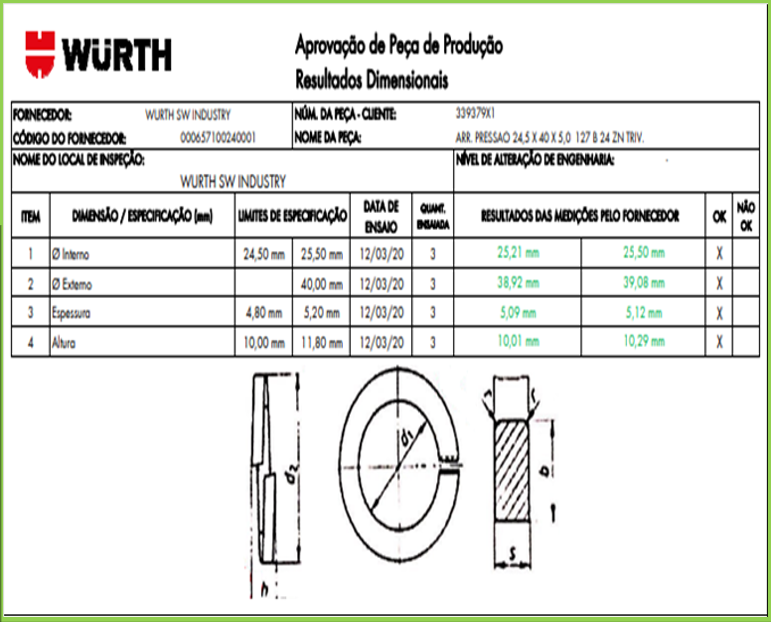 WÜRTH
Aprovação de Peça de Produção
Resultados Dimensionais
FORNECEDOR: WURTH SW INDUSTRY NÚM. DA PEÇA - CLIENTE: 339379X1
CÓDIGO DO FORNECEDOR: 000657100240001 NOME DA PEÇA: ARR. PRESSAO 24,5 X 40 X 5,0 127 B 24 ZN TRIV.
NOME DO LOCAL DE INSPEÇÃO: NÍVEL DE ALTERAÇÃO DE ENGENHARIA: -
WURTH SW INDUSTRY
ITEM DIMENSÃO / ESPECIFICAÇÃO (mm) LIMITES DE ESPECIFICAÇÃO DATA DE ENSAIO QUANT. ENSAIADA RESULTADOS DAS MEDIÇÕES PELO FORNECEDOR OK NÃO OK
1 Ø Interno 24,50 mm 25,50 mm 12/03/20 3 25,21 mm 25,50 mm X
2 Ø Externo 40,00 mm 12/03/20 3 38,92 mm 39,08 mm X
3 Espessura 4,80 mm 5,20 mm 12/03/20 3 5,09 mm 5,12 mm X
4 Altura 10,00 mm 11,80 mm 12/03/20 3 10,01 mm 10,29 mm X
r r
d1
d2
b
s
h